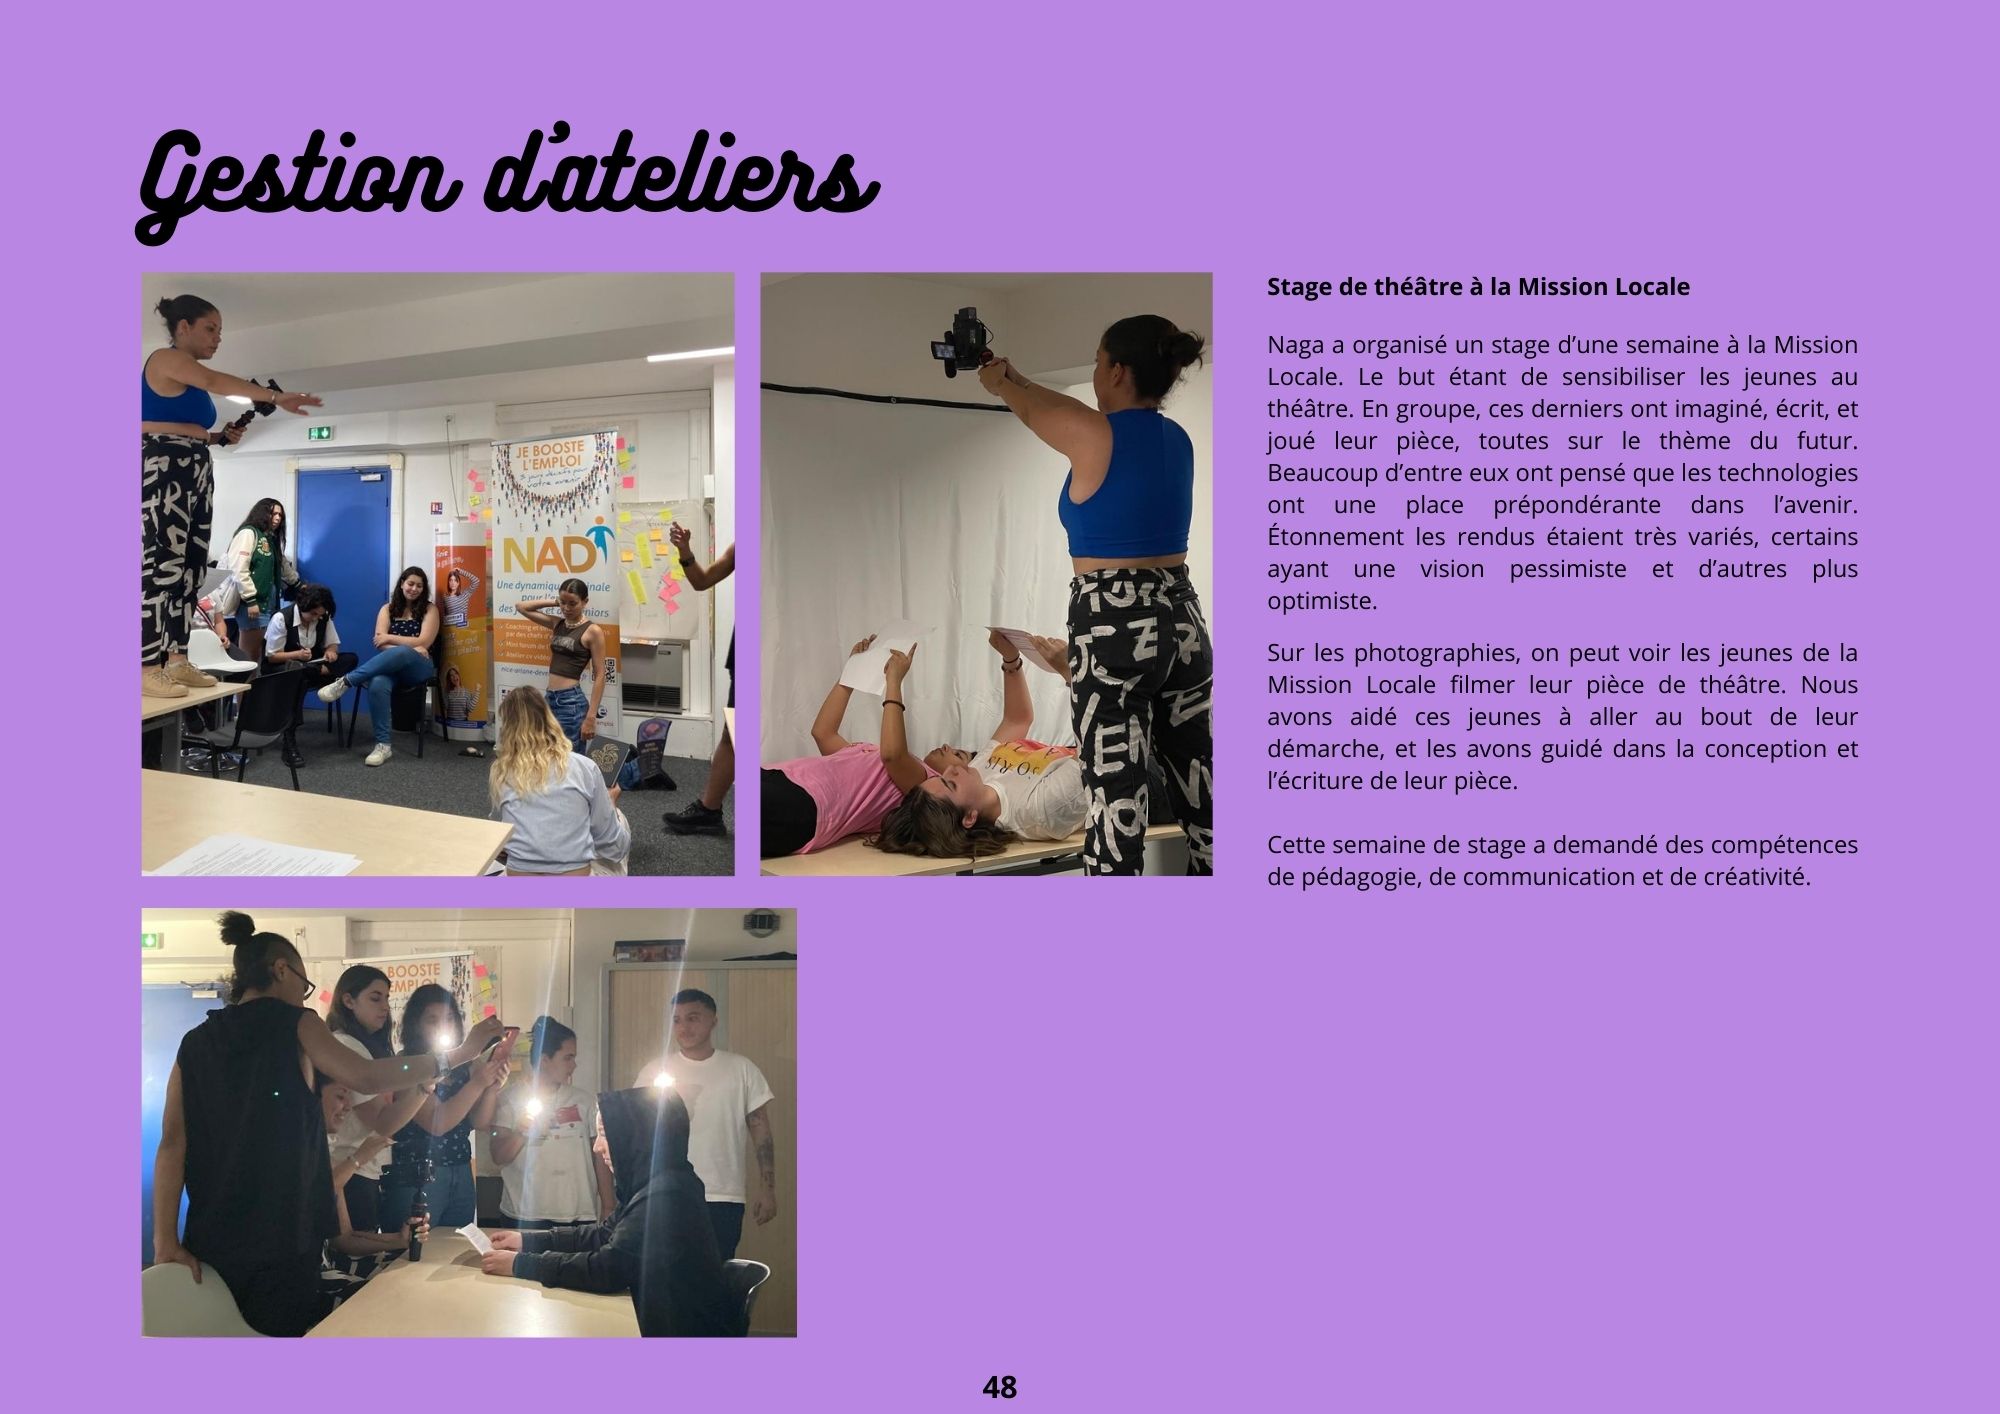 Gestion d'ateliers
JE BOOSTE
L'EMPLOI
votre avenir
NAD
Une dynamique
pour l'
des
Stage de théâtre à la Mission Locale
Naga a organisé un stage d’une semaine à la Mission
Locale. Le but étant de sensibiliser les jeunes au
théâtre. En groupe, ces derniers ont imaginé, écrit, et
joué leur pièce, toutes sur le thème du futur.
Beaucoup d’entre eux ont pensé que les technologies
ont une place prépondérante dans l’avenir.
Étonnement les rendus étaient très variés, certains
ayant une vision pessimiste et d’autres plus
optimiste.
Sur les photographies, on peut voir les jeunes de la
Mission Locale filmer leur pièce de théâtre. Nous
avons aidé ces jeunes à aller au bout de leur
démarche, et les avons guidé dans la conception et
l’écriture de leur pièce.
Cette semaine de stage a demandé des compétences
de pédagogie, de communication et de créativité.
BOOSTE
EMPLOI
48